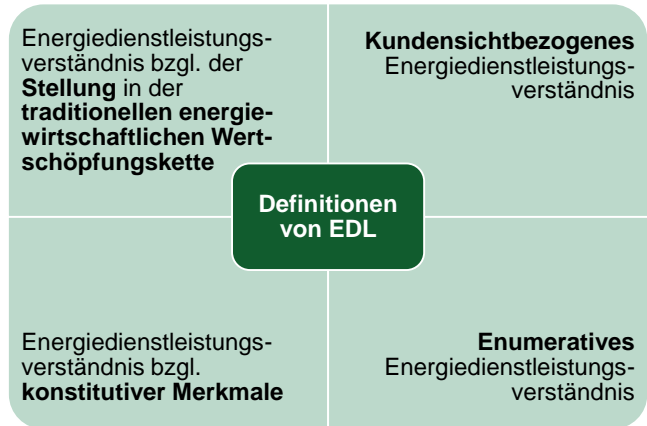 Energiedienstleistungs-
verständnis bzgl. der
Stellung in der
traditionellen energie-
wirtschaftlichen Wert-
schöpfungskette
Kundensichtbezogenes
Energiedienstleistungs-
verständnis
Definitionen
von EDL
Energiedienstleistungs-
verständnis bzgl.
konstitutiver Merkmale
Enumeratives
Energiedienstleistungs-
verständnis